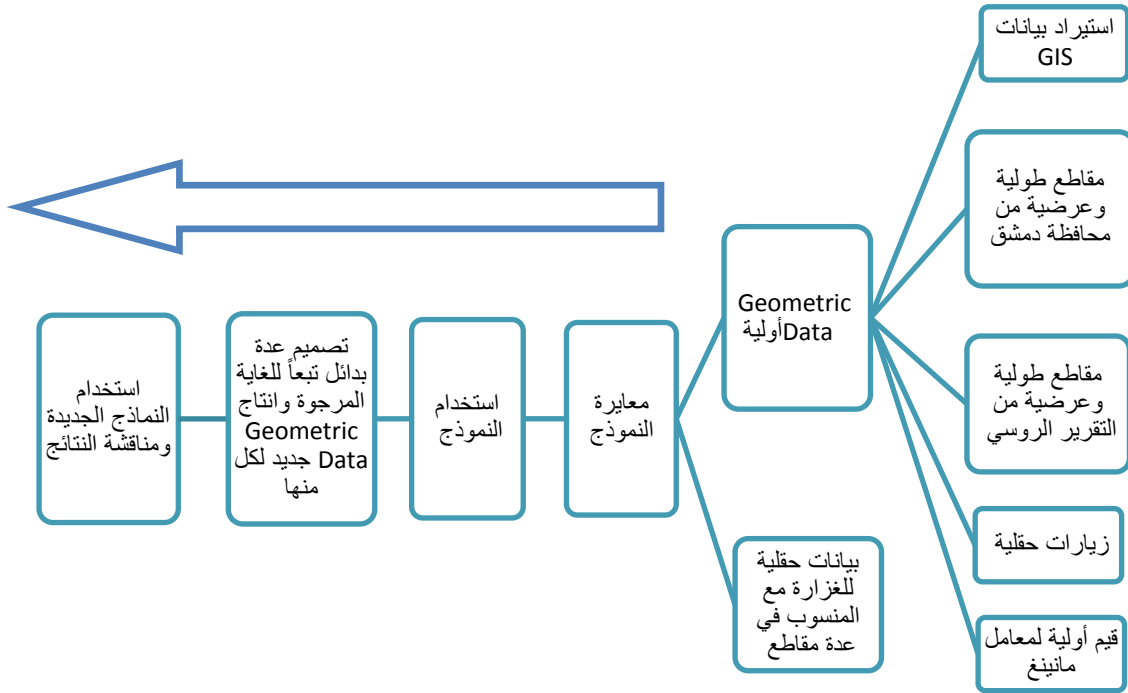 استيراد بيانات
GIS
مقاطع طولية
وعرضية من
محافظة دمشق
مقاطع طولية
وعرضية من
التقرير الروسي
زيارات حقلية
قيم أولية لمعامل
مانينغ
Geometric
Data أولية
بيانات حقلية
للغزارة مع
المنسوب في
عدة مقاطع
معايرة
النموذج
استخدام
النموذج
تصميم عدة
بدائل تبعاً للغاية
المرجوة وانتاج
Geometric
Data جديد لكل
منها
استخدام
النماذج الجديدة
ومناقشة النتائج